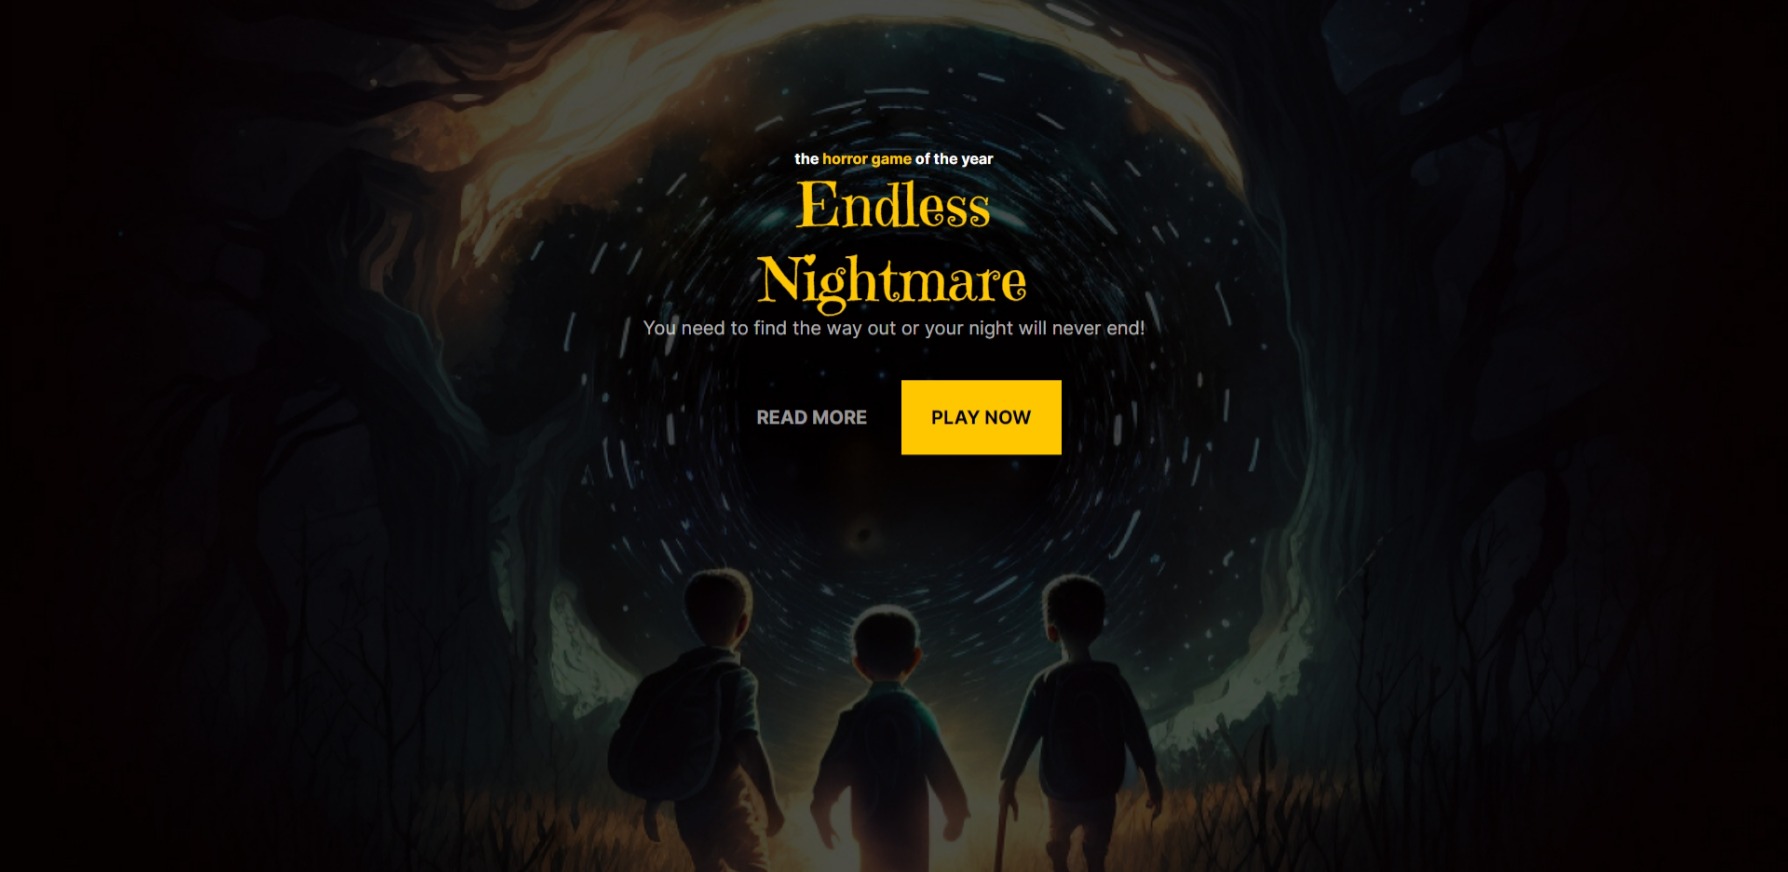 the horror game of the year
Endless
Nightmare
You need to find the way out or your night will never end!
READ MORE
PLAY NOW